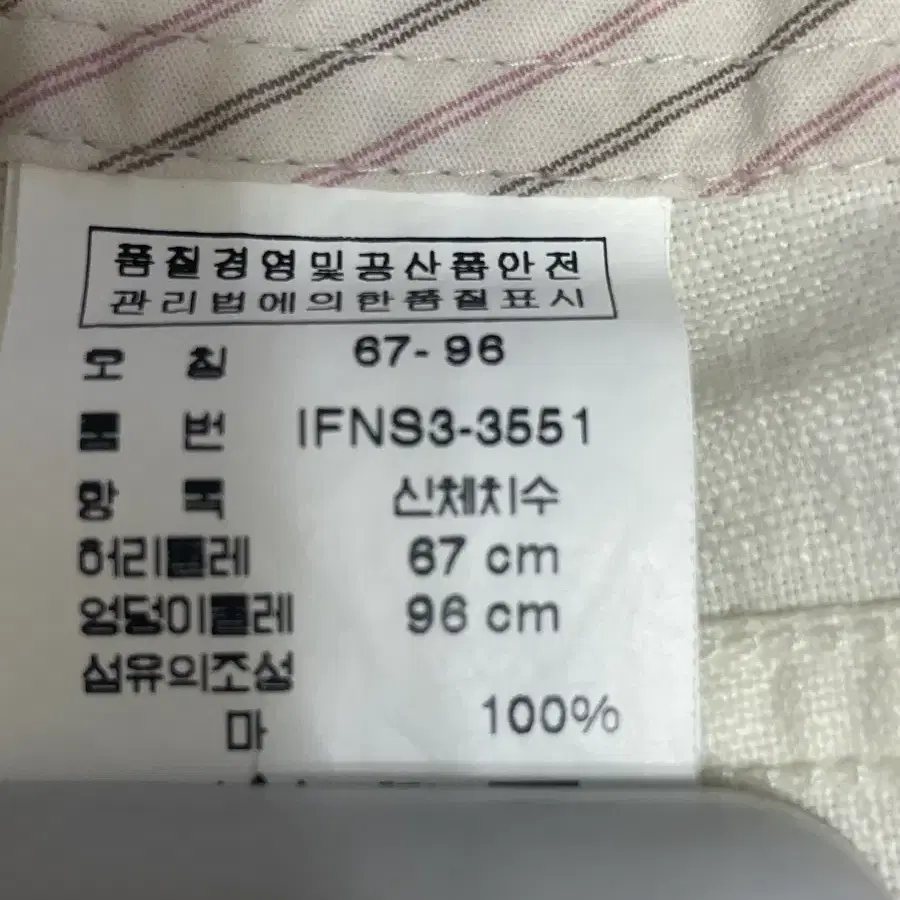 품질경영및공산품안전
관리법에의한품질표시
호 칭 67-96
품 번 IFNS3-3551
항 목 신체치수
허리둘레 67 cm
엉덩이둘레 96 cm
섬유의조성
마 100%